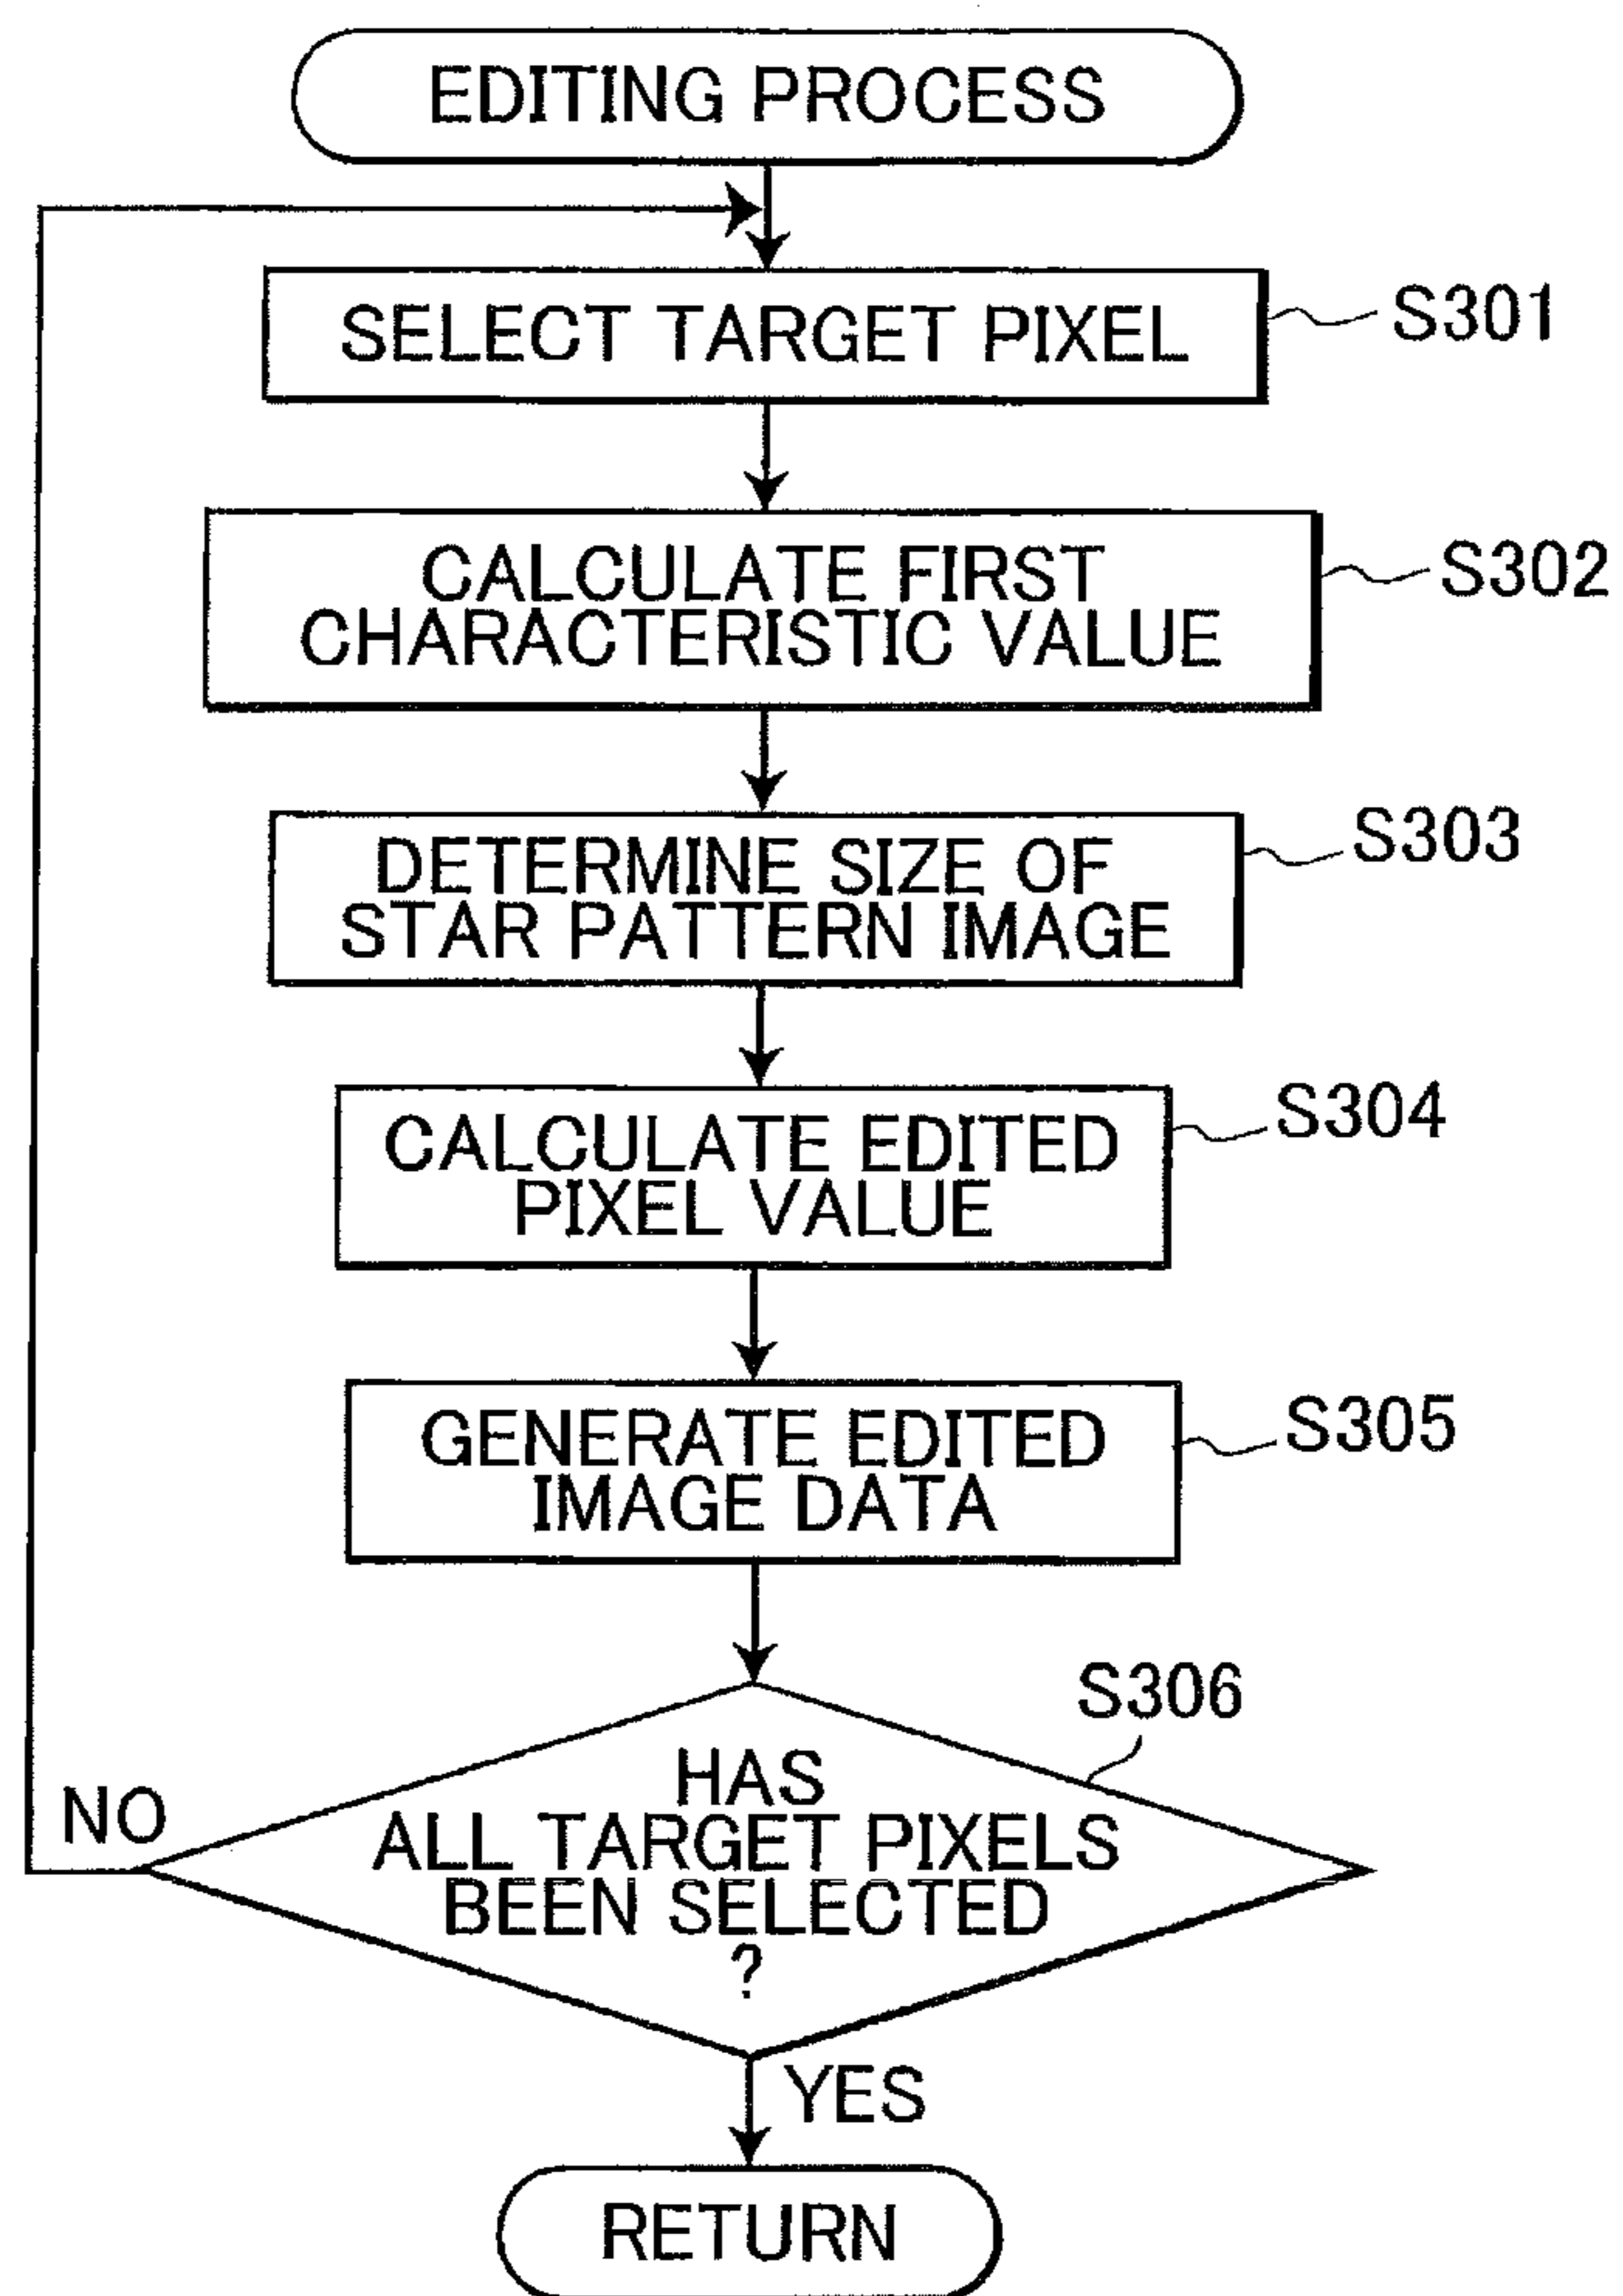 EDITING PROCESS
SELECT TARGET PIXEL
S301
CALCULATE FIRST
CHARACTERISTIC VALUE
S302
DETERMINE SIZE OF
STAR PATTERN IMAGE
S303
CALCULATE EDITED
PIXEL VALUE
S304
GENERATE EDITED
IMAGE DATA
S305
S306
HAS
ALL TARGET PIXELS
BEEN SELECTED
?
NO
YES
RETURN